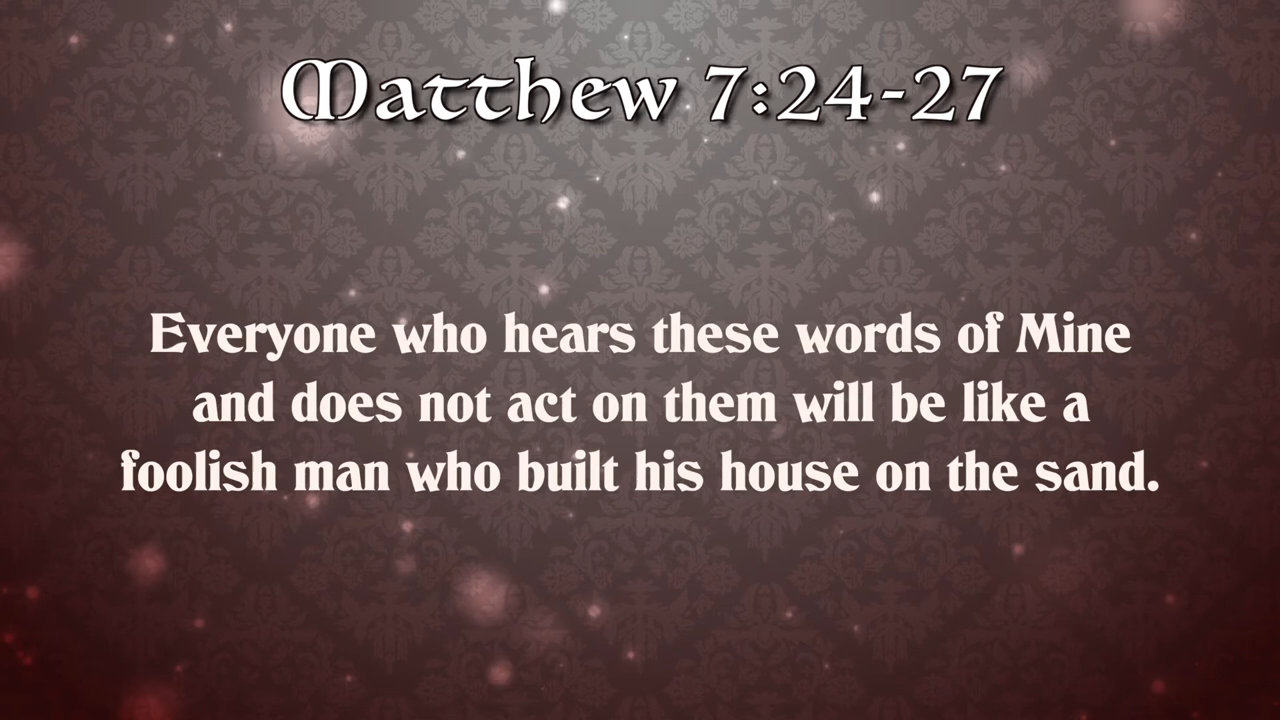 Matthew 7:24-27
Everyone who hears these words of Mine
and does not act on them will be like a
foolish man who built his house on the sand.